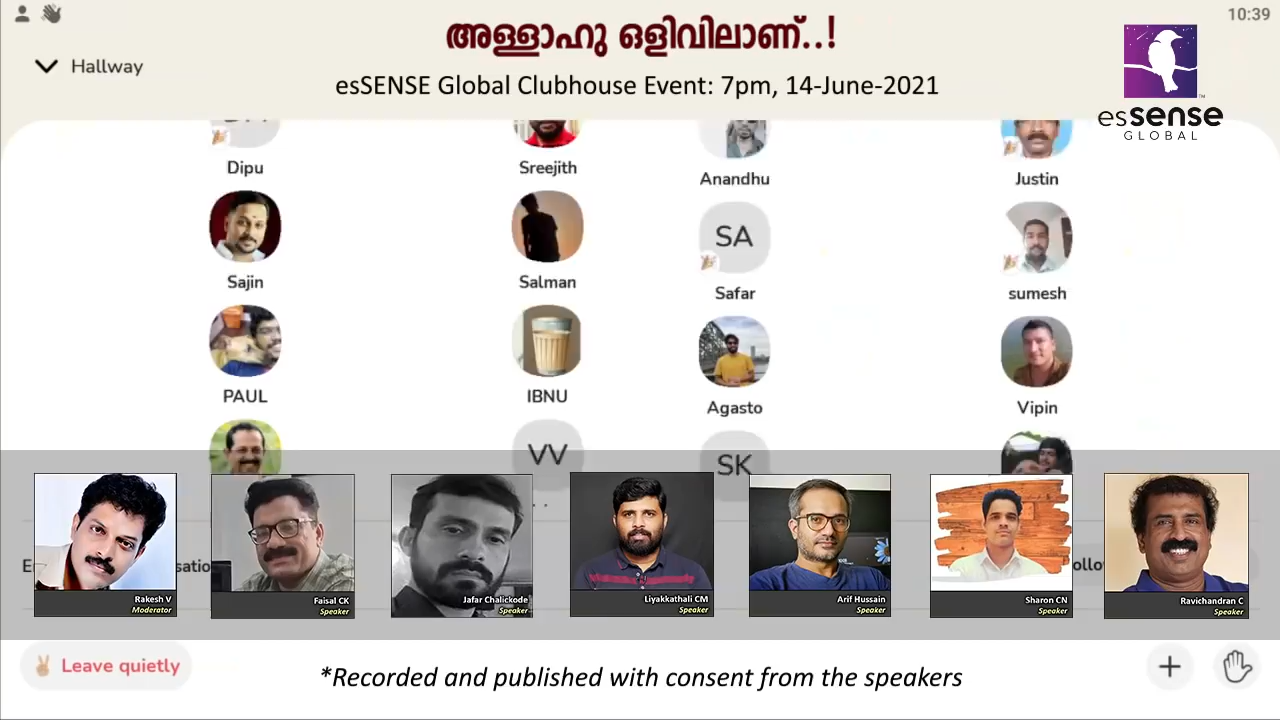 10:39
അള്ളാഹു ഒളിവിലാണ്..!
Hallway
esSENSE Global Clubhouse Event: 7pm, 14-June-2021
essense
GLOBAL
Dipu
Sreejith
Anandhu
Justin
SA
Sajin
Salman
Safar
sumesh
PAUL
IBNU
Agasto
Vipin
VV
SK
Rakesh V
Moderator
Faisal CK
Speaker
Jafar Chalickode
Speaker
Liyakkathali CM
Speaker
Arif Hussain
Speaker
Sharon CN
Speaker
Ravichandran C
Speaker
Leave quietly
*Recorded and published with consent from the speakers